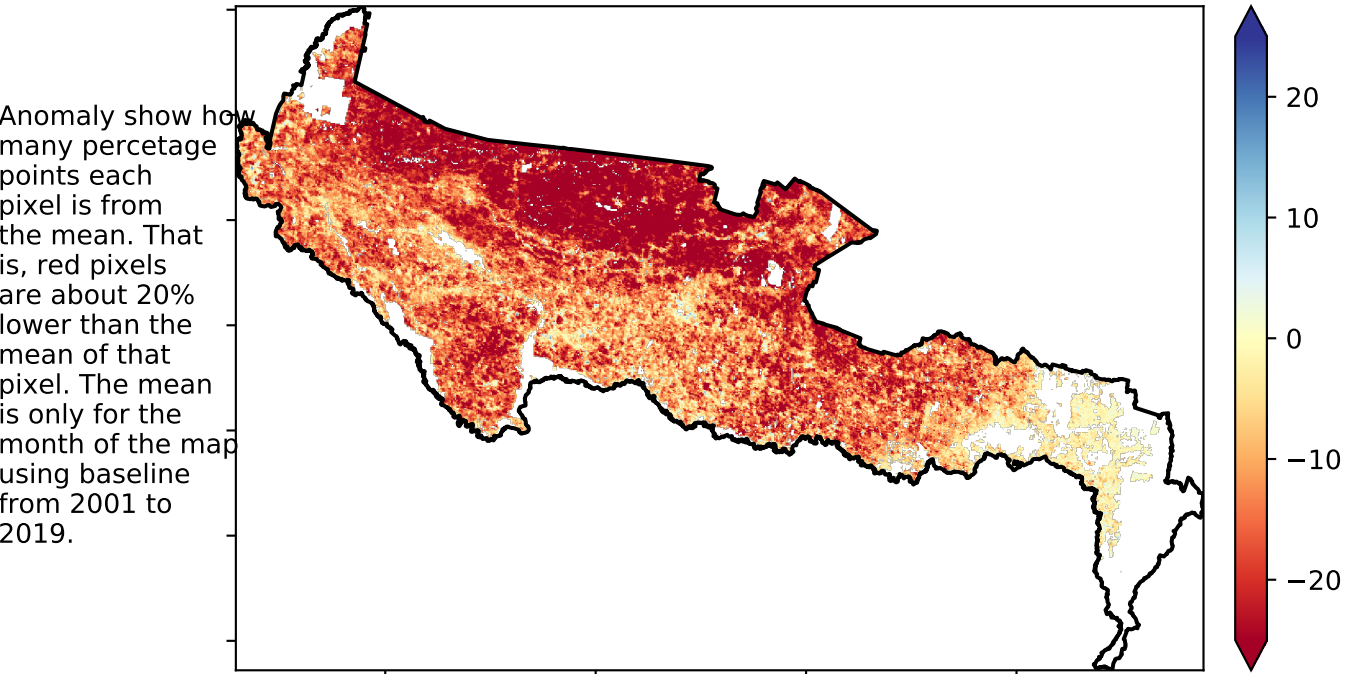 Anomaly show how
many percetage
points each
pixel is from
the mean. That
is, red pixels
are about 20%
lower than the
mean of that
pixel. The mean
is only for the
month of the map
using baseline
from 2001 to
2019.
20
10
0
−10
−20